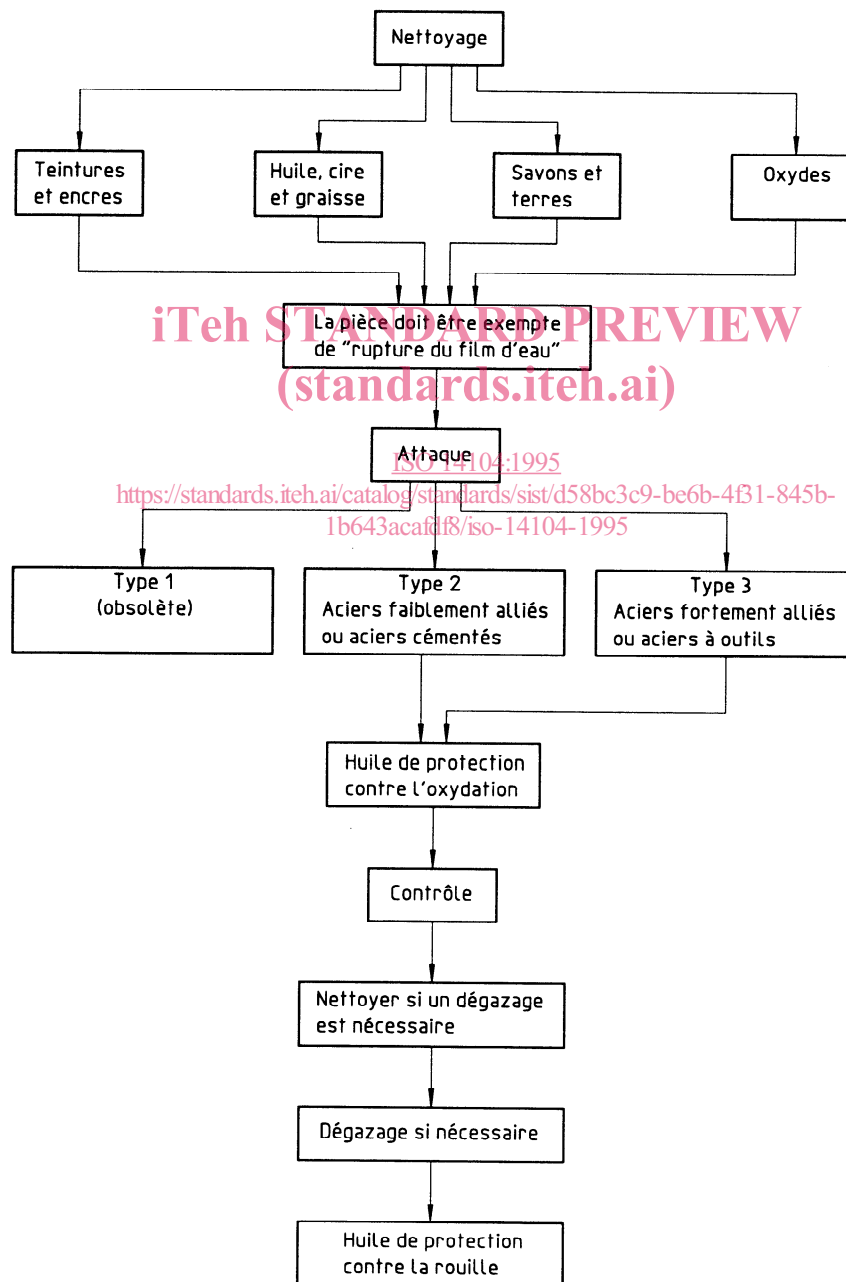 Nettoyage
Teintures
et encres
Huile, cire
et graisse
Savons et
terres
Oxydes
La pièce doit être exempte
de "rupture du film d'eau"
iTeh STANDARD PREVIEW
(standards.iteh.ai)
Attaque
ISO 14104:1995
https://standards.iteh.ai/catalog/standards/sist/d58bc3c9-be6b-4f31-845b-
1b643acafdf8/iso-14104-1995
Type 1
(obsolète)
Type 2
Aciers faiblement alliés
ou aciers cémentés
Type 3
Aciers fortement alliés
ou aciers à outils
Huile de protection
contre l'oxydation
Contrôle
Nettoyer si un dégazage
est nécessaire
Dégazage si nécessaire
Huile de protection
contre la rouille